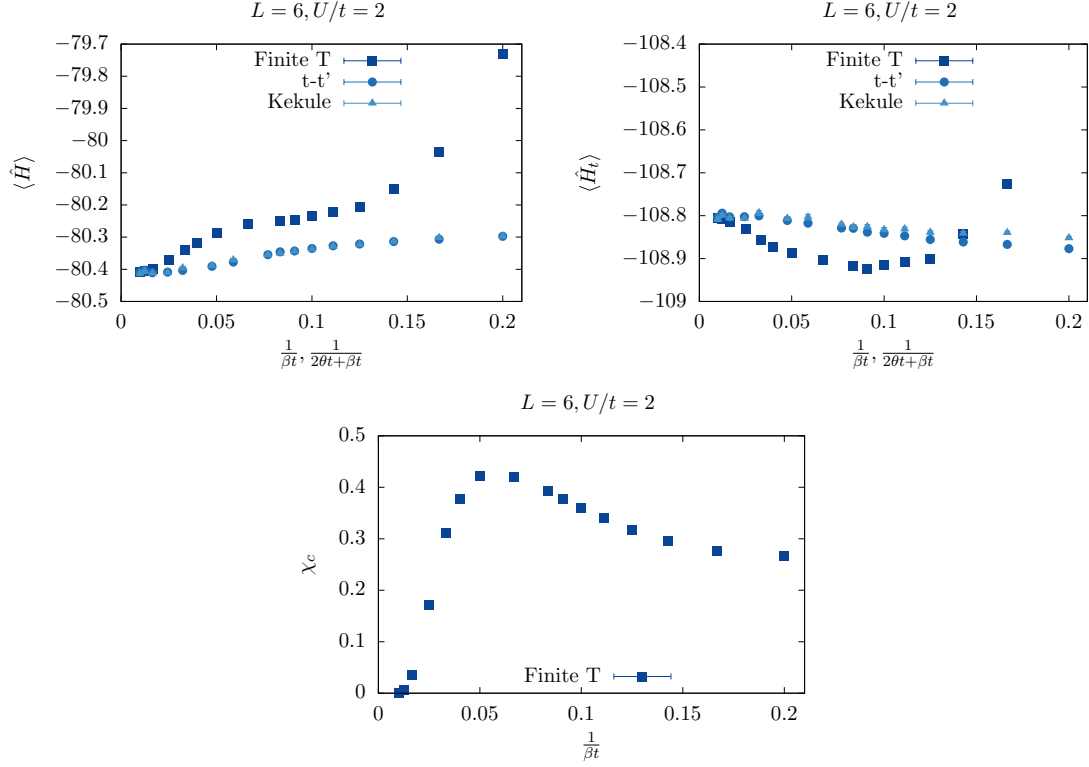 L = 6, U/t = 2
⟨Ĥ⟩
−79.7
−79.8
−79.9
−80
−80.1
−80.2
−80.3
−80.4
−80.5
Finite T
t-t'
Kekule
0 0.05 0.1 0.15 0.2
1/βt, 1/(2θt+βt)
L = 6, U/t = 2
⟨Ĥ_t⟩
−108.4
−108.5
−108.6
−108.7
−108.8
−108.9
−109
Finite T
t-t'
Kekule
0 0.05 0.1 0.15 0.2
1/βt, 1/(2θt+βt)
L = 6, U/t = 2
χ_c
0.5
0.4
0.3
0.2
0.1
0
Finite T
0 0.05 0.1 0.15 0.2
1/βt